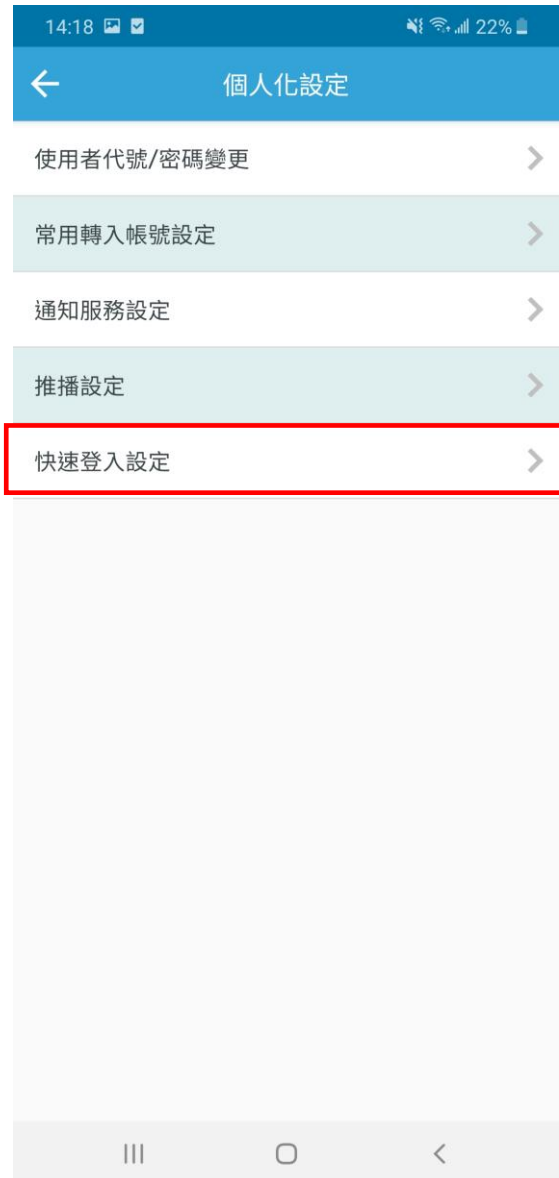 14:18 22%
個人化設定
使用者代號/密碼變更
常用轉入帳號設定
通知服務設定
推播設定
快速登入設定